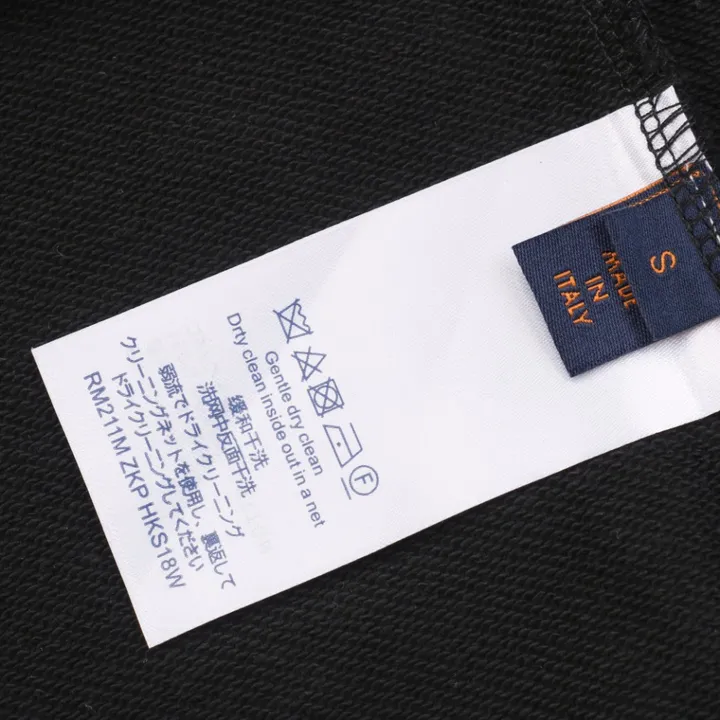 Gentle dry clean
Drty clean inside out in a net
缓和干洗
洗网中反面干洗
弱流でドライクリーニング
クリーニングネットを使用し、裏返して
ドライクリーニングしてください
RM211M ZKP HKS18W
F
S
MADE
IN
ITALY